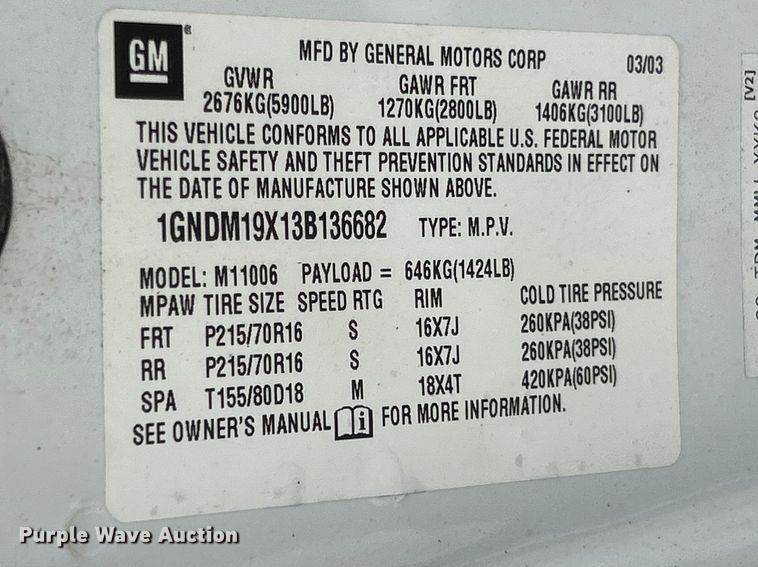 GM
®
MFD BY GENERAL MOTORS CORP 03/03
GVWR GAWR FRT GAWR RR
2676KG(5900LB) 1270KG(2800LB) 1406KG(3100LB)
THIS VEHICLE CONFORMS TO ALL APPLICABLE U.S. FEDERAL MOTOR
VEHICLE SAFETY AND THEFT PREVENTION STANDARDS IN EFFECT ON
THE DATE OF MANUFACTURE SHOWN ABOVE.
1GNDM19X13B136682 TYPE: M.P.V.
MODEL: M11006 PAYLOAD = 646KG(1424LB)
MPAW TIRE SIZE SPEED RTG RIM COLD TIRE PRESSURE
FRT P215/70R16 S 16X7J 260KPA(38PSI)
RR P215/70R16 S 16X7J 260KPA(38PSI)
SPA T155/80D18 M 18X4T 420KPA(60PSI)
SEE OWNER'S MANUAL i FOR MORE INFORMATION.
[V2]
Purple Wave Auction